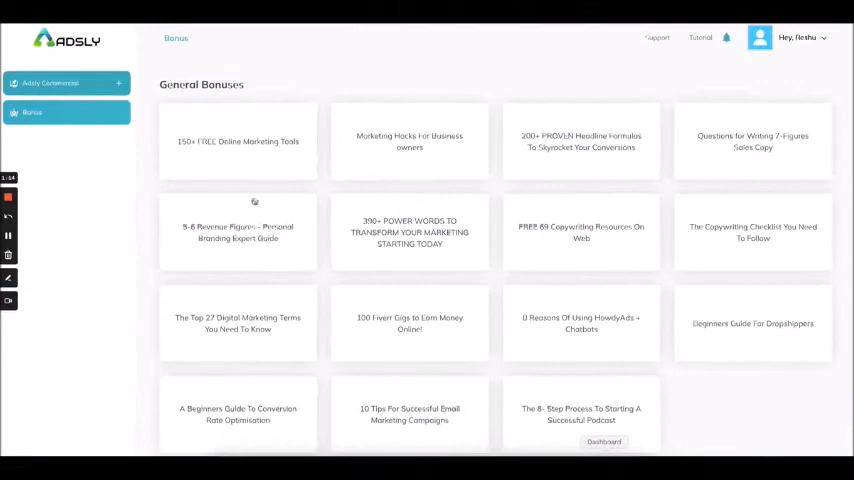 ADSLY
Bonus
Support
Tutorial
Hey, Reshu
Adsly Commercial +
Bonus
General Bonuses
150+ FREE Online Marketing Tools
Marketing Hacks For Business
owners
200+ PROVEN Headline Formulas
To Skyrocket Your Conversions
Questions for Writing 7-Figures
Sales Copy
1:14
5-6 Revenue Figures - Personal
Branding Expert Guide
390+ POWER WORDS TO
TRANSFORM YOUR MARKETING
STARTING TODAY
FREE 69 Copywriting Resources On
Web
The Copywriting Checklist You Need
To Follow
The Top 27 Digital Marketing Terms
You Need To Know
100 Fiverr Gigs to Earn Money
Online!
8 Reasons Of Using HowdyAds +
Chatbots
Beginners Guide For Dropshippers
A Beginners Guide To Conversion
Rate Optimisation
10 Tips For Successful Email
Marketing Campaigns
The 8- Step Process To Starting A
Successful Podcast
Dashboard